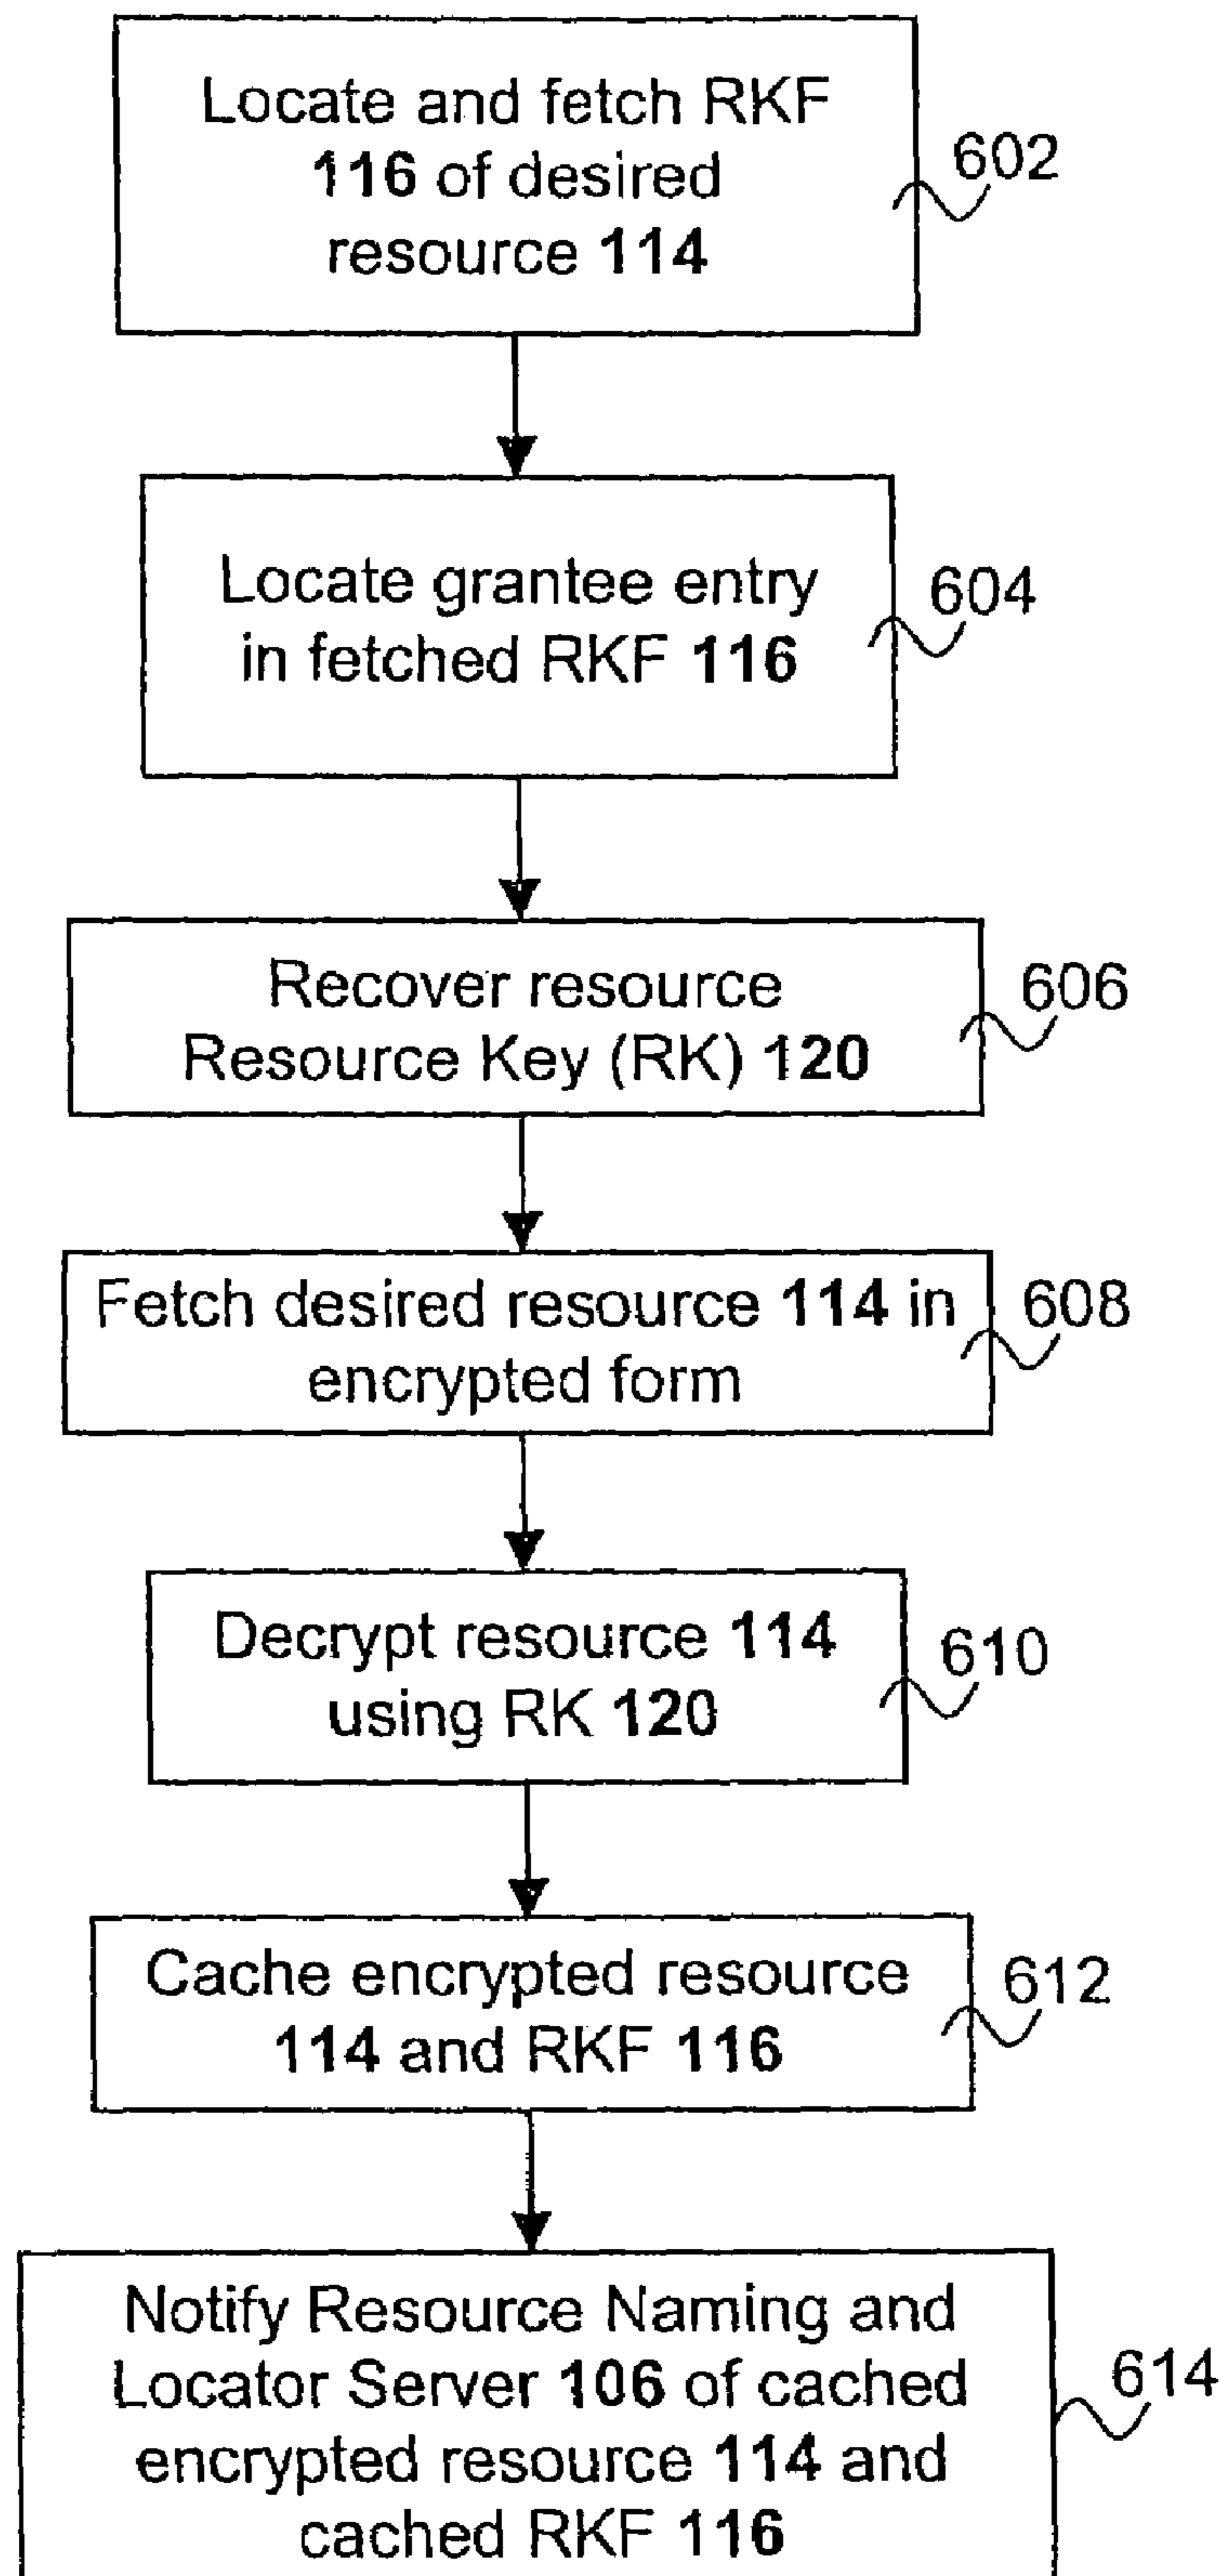 Locate and fetch RKF
116 of desired
resource 114
602
Locate grantee entry
in fetched RKF 116
604
Recover resource
Resource Key (RK) 120
606
Fetch desired resource 114 in
encrypted form
608
Decrypt resource 114
using RK 120
610
Cache encrypted resource
114 and RKF 116
612
Notify Resource Naming and
Locator Server 106 of cached
encrypted resource 114 and
cached RKF 116
614